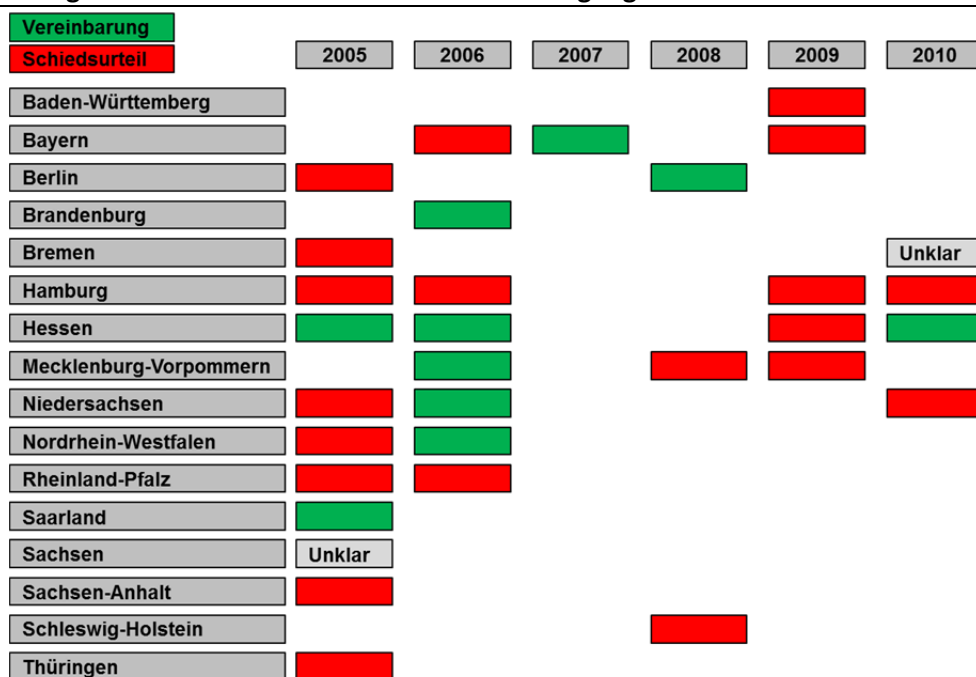 Vereinbarung
Schiedsurteil
2005 2006 2007 2008 2009 2010
Baden-Württemberg
Bayern
Berlin
Brandenburg
Bremen Unklar
Hamburg
Hessen
Mecklenburg-Vorpommern
Niedersachsen
Nordrhein-Westfalen
Rheinland-Pfalz
Saarland
Sachsen Unklar
Sachsen-Anhalt
Schleswig-Holstein
Thüringen